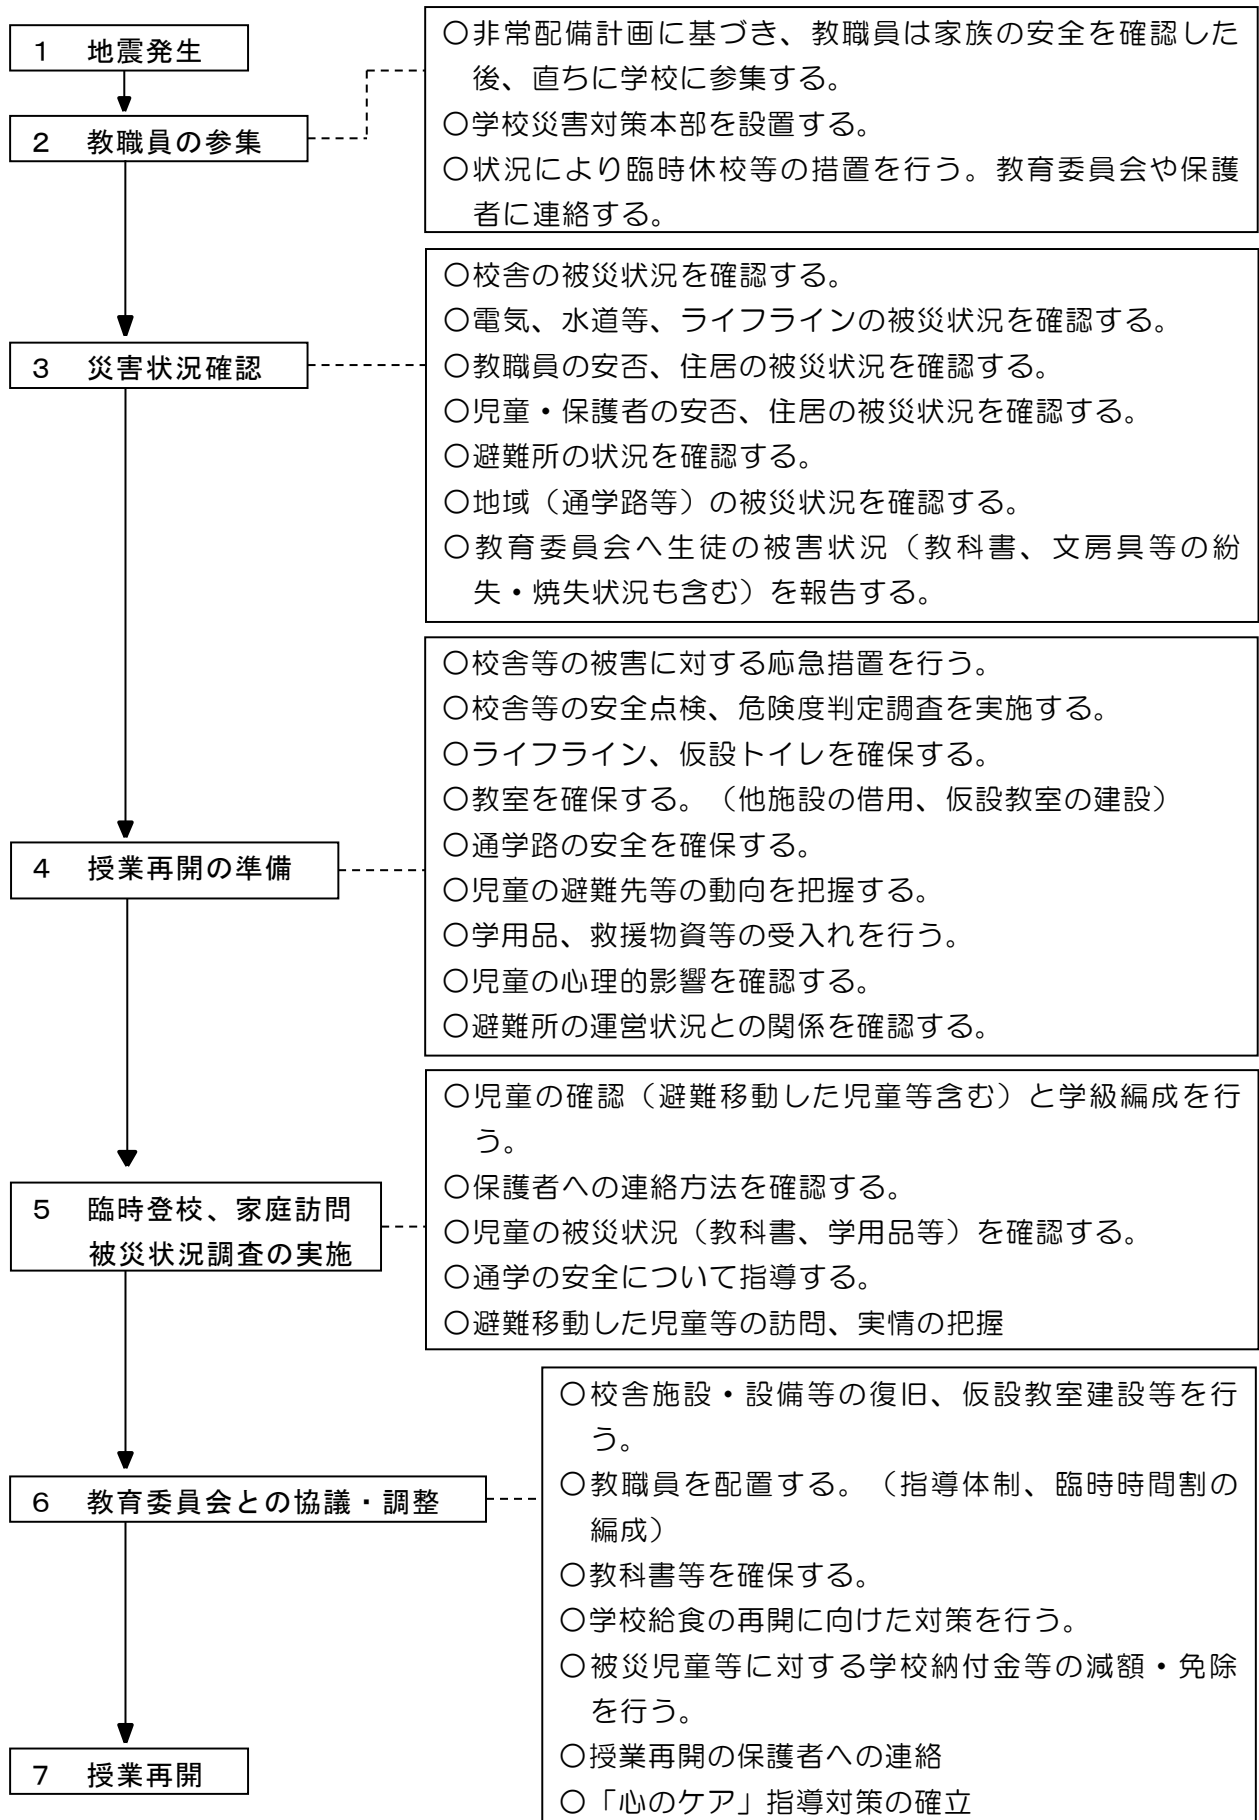 １　地震発生
２　教職員の参集
〇非常配備計画に基づき、教職員は家族の安全を確認した
後、直ちに学校に参集する。
〇学校災害対策本部を設置する。
〇状況により臨時休校等の措置を行う。教育委員会や保護
者に連絡する。
３　災害状況確認
〇校舎の被災状況を確認する。
〇電気、水道等、ライフラインの被災状況を確認する。
〇教職員の安否、住居の被災状況を確認する。
〇児童・保護者の安否、住居の被災状況を確認する。
〇避難所の状況を確認する。
〇地域（通学路等）の被災状況を確認する。
〇教育委員会へ生徒の被害状況（教科書、文房具等の紛
失・焼失状況も含む）を報告する。
４　授業再開の準備
〇校舎等の被害に対する応急措置を行う。
〇校舎等の安全点検、危険度判定調査を実施する。
〇ライフライン、仮設トイレを確保する。
〇教室を確保する。（他施設の借用、仮設教室の建設）
〇通学路の安全を確保する。
〇児童の避難先等の動向を把握する。
〇学用品、救援物資等の受入れを行う。
〇児童の心理的影響を確認する。
〇避難所の運営状況との関係を確認する。
５　臨時登校、家庭訪問
被災状況調査の実施
〇児童の確認（避難移動した児童等含む）と学級編成を行
う。
〇保護者への連絡方法を確認する。
〇児童の被災状況（教科書、学用品等）を確認する。
〇通学の安全について指導する。
〇避難移動した児童等の訪問、実情の把握
６　教育委員会との協議・調整
〇校舎施設・設備等の復旧、仮設教室建設等を行
う。
〇教職員を配置する。（指導体制、臨時時間割の
編成）
〇教科書等を確保する。
〇学校給食の再開に向けた対策を行う。
〇被災児童等に対する学校納付金等の減額・免除
を行う。
〇授業再開の保護者への連絡
〇「心のケア」指導対策の確立
７　授業再開